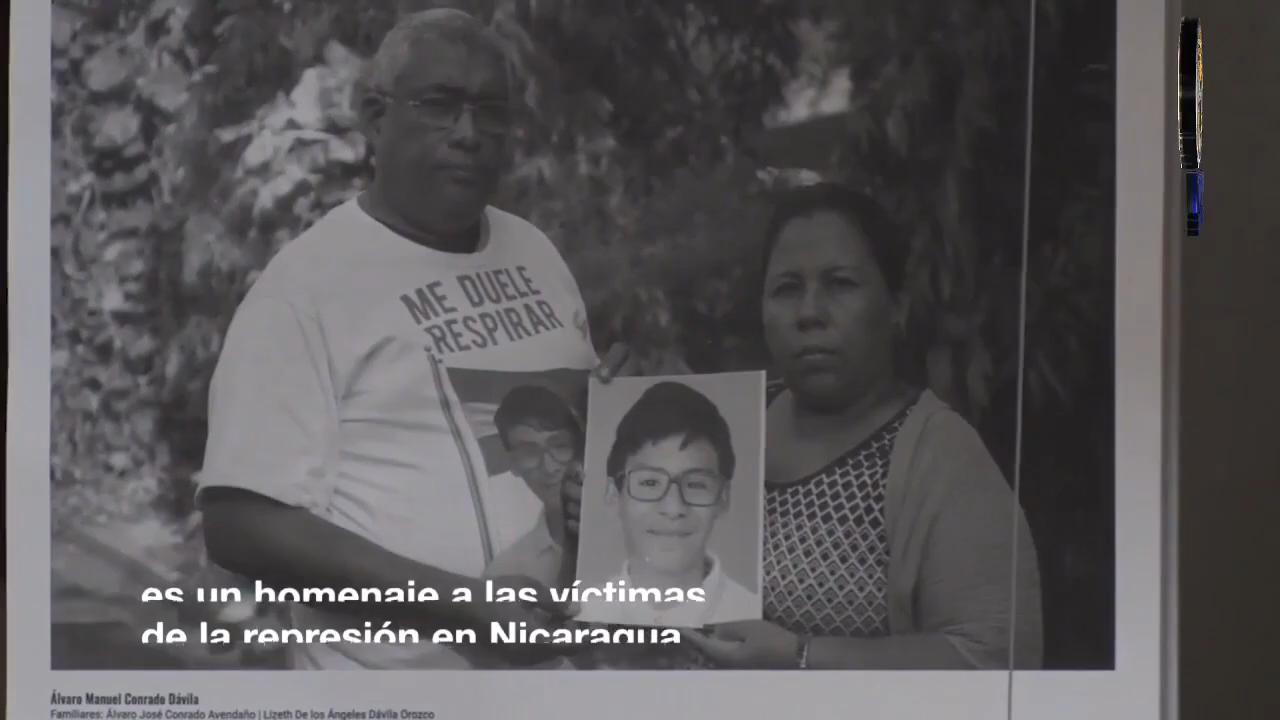 ME DUELE
RESPIRAR
es un homenaje a las víctimas
de la represión en Nicaragua
Álvaro Manuel Conrado Dávila
Familiares: Álvaro José Conrado Avendaño | Lizeth De los Ángeles Dávila Orozco